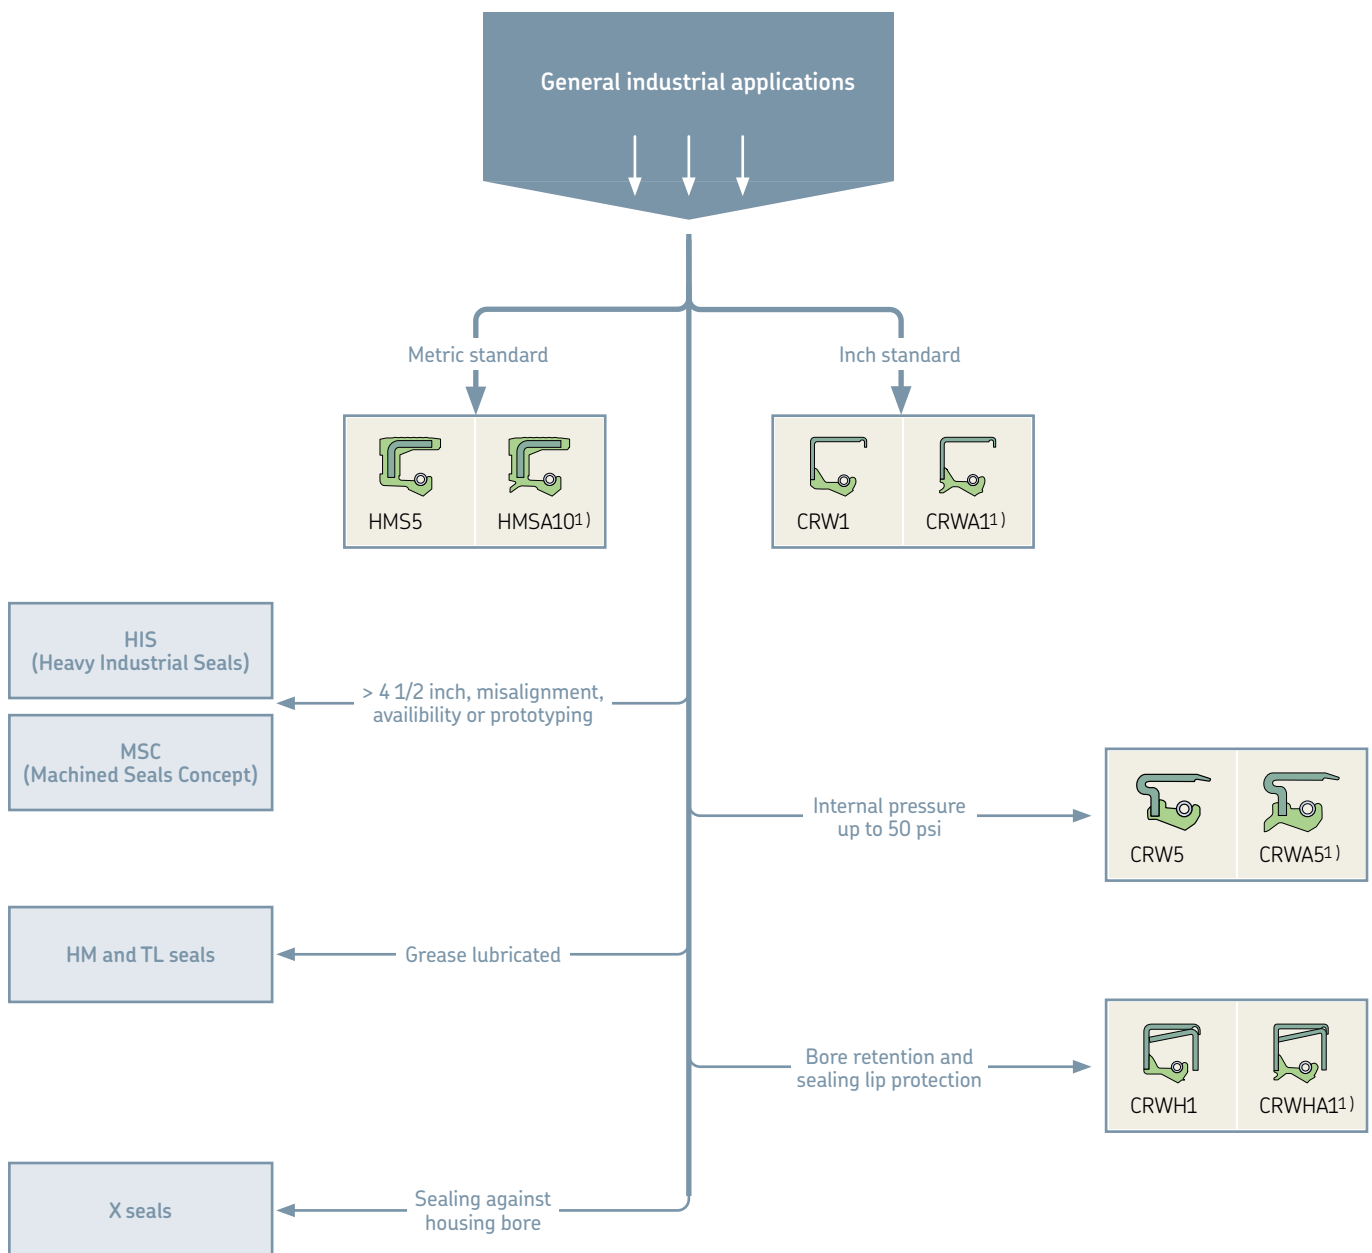 General industrial applications
Metric standard
Inch standard
HMS5
HMSA101)
CRW1
CRWA11)
HIS
(Heavy Industrial Seals)
> 4 1/2 inch, misalignment,
availibility or prototyping
MSC
(Machined Seals Concept)
Internal pressure
up to 50 psi
CRW5
CRWA51)
HM and TL seals
Grease lubricated
Bore retention and
sealing lip protection
CRWH1
CRWHA11)
X seals
Sealing against
housing bore